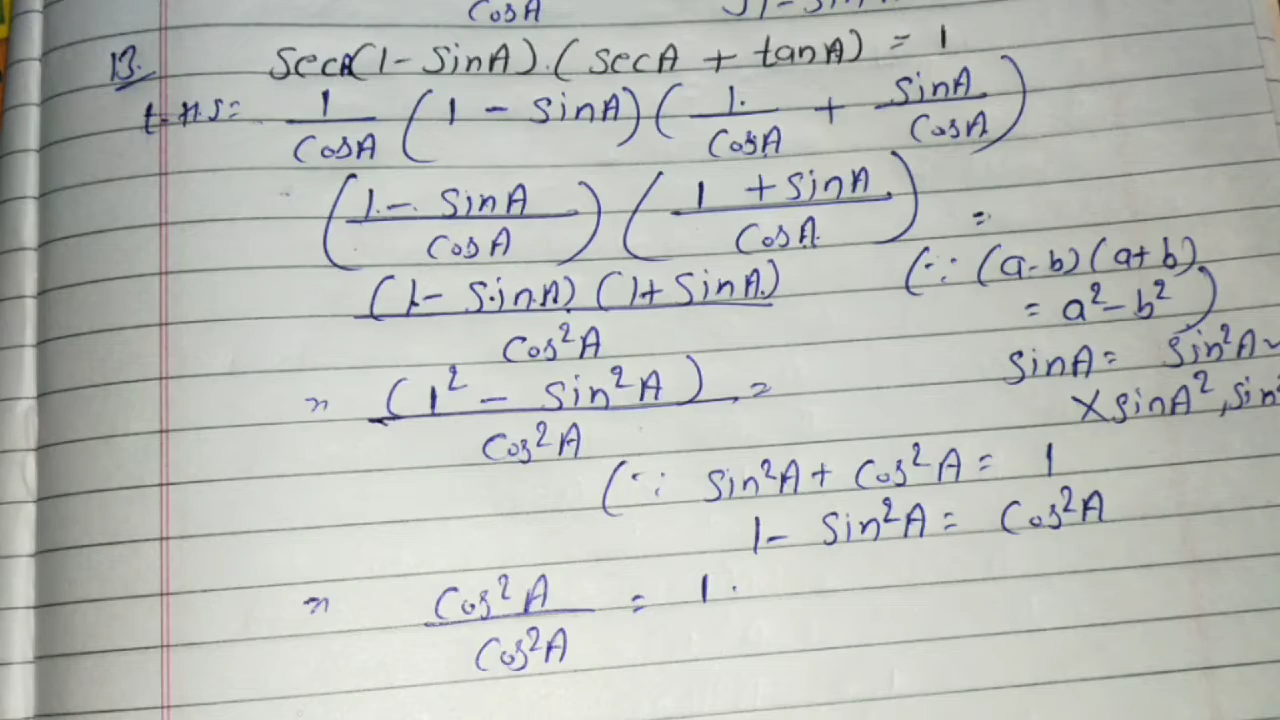 CosA
13. SecA(1 - SinA).(SecA + tanA) = 1
L.H.S = 1/CosA (1 - SinA) (1/CosA + SinA/CosA)
((1 - SinA)/CosA) ((1 + SinA)/CosA) =
(1 - SinA) (1 + SinA)/Cos²A
(∵ (a-b)(a+b)
= a² - b²)
= (1² - Sin²A)/Cos²A =
SinA = Sin²A
X SinA², Sin
(∵ Sin²A + Cos²A = 1
1 - Sin²A = Cos²A
= Cos²A/Cos²A = 1.